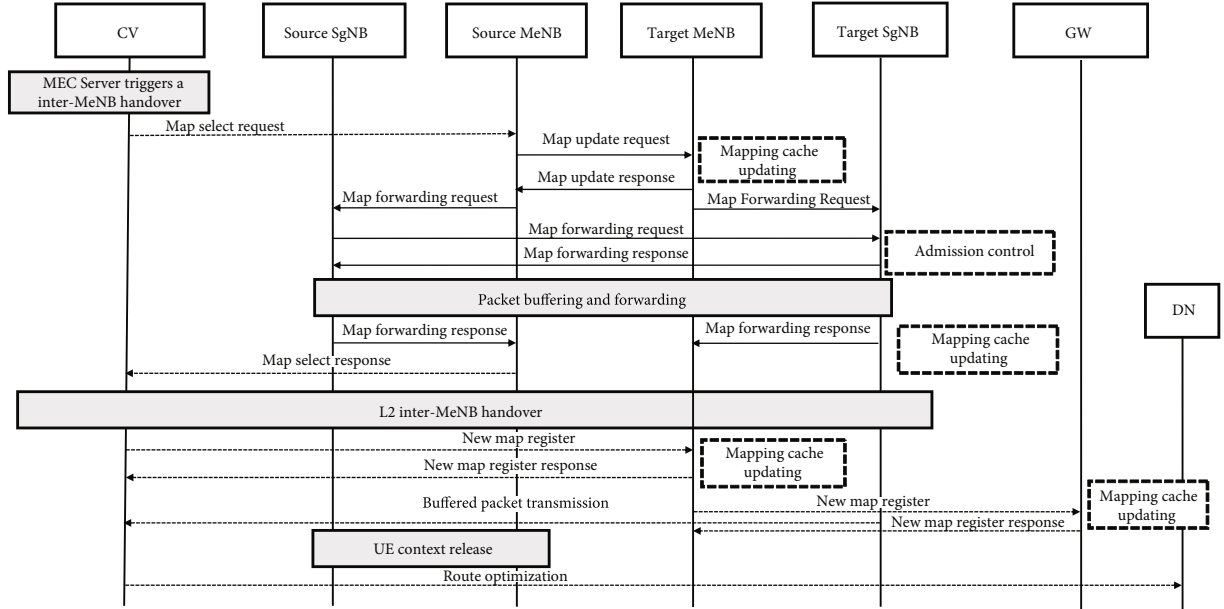 CV
Source SgNB
Source MeNB
Target MeNB
Target SgNB
GW
MEC Server triggers a
inter-MeNB handover
Map select request
Map update request
Mapping cache
updating
Map update response
Map forwarding request
Map Forwarding Request
Map forwarding request
Admission control
Map forwarding response
Packet buffering and forwarding
DN
Map forwarding response
Map forwarding response
Mapping cache
updating
Map select response
L2 inter-MeNB handover
New map register
Mapping cache
updating
New map register response
Buffered packet transmission
New map register
Mapping cache
updating
New map register response
UE context release
Route optimization